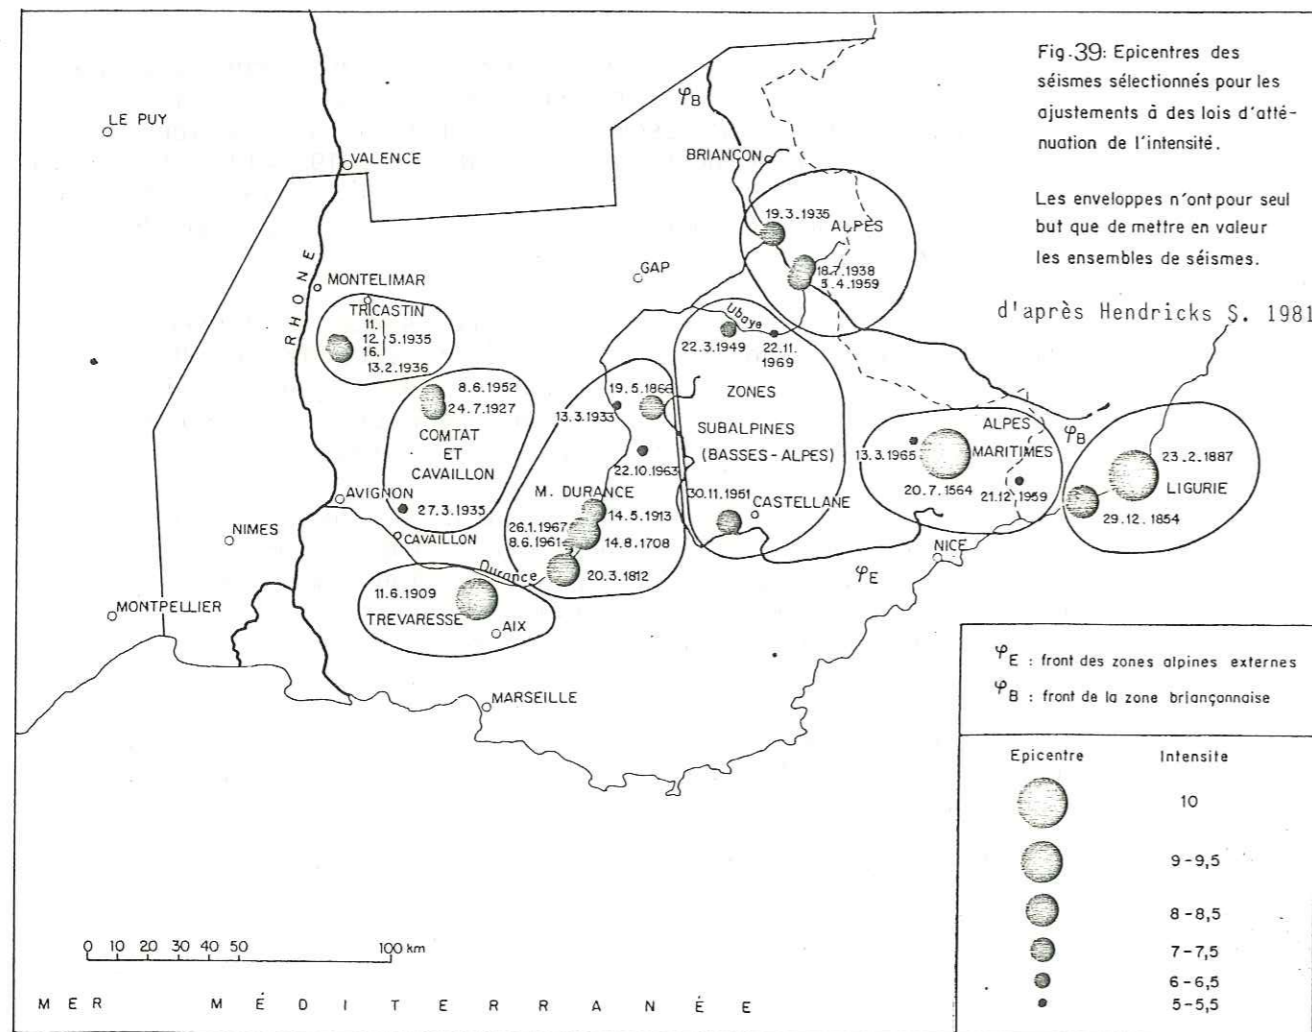 Fig.39: Epicentres des
séismes sélectionnés pour les
ajustements à des lois d'atté-
nuation de l'intensité.
Les enveloppes n'ont pour seul
but que de mettre en valeur
les ensembles de séismes.
d'après Hendricks S. 1981
φB
LE PUY
VALENCE
BRIANÇON
19.3.1935
ALPES
18.7.1938
5.4.1959
GAP
RHONE
MONTELIMAR
TRICASTIN
11.
12. 5.1935
16.
13.2.1936
Ubaye
22.3.1949
22.11.
1969
8.6.1952
24.7.1927
COMTAT
ET
CAVAILLON
27.3.1935
19.5.1866
13.3.1933
22.10.1963
M. DURANCE
14.5.1913
26.1.1967
8.6.1961
14.8.1708
20.3.1812
ZONES
SUBALPINES
(BASSES-ALPES)
30.11.1951
CASTELLANE
ALPES
MARITIMES
13.3.1965
20.7.1564
21.12.1959
φB
23.2.1887
LIGURIE
29.12.1854
AVIGNON
NIMES
CAVAILLON
Durance
NICE
φE
MONTPELLIER
11.6.1909
TREVARESSE
AIX
MARSEILLE
φE : front des zones alpines externes
φB : front de la zone briançonnaise
Epicentre Intensite
10
9-9,5
8-8,5
7-7,5
6-6,5
5-5,5
0 10 20 30 40 50 100 km
MER MÉDITERRANÉE